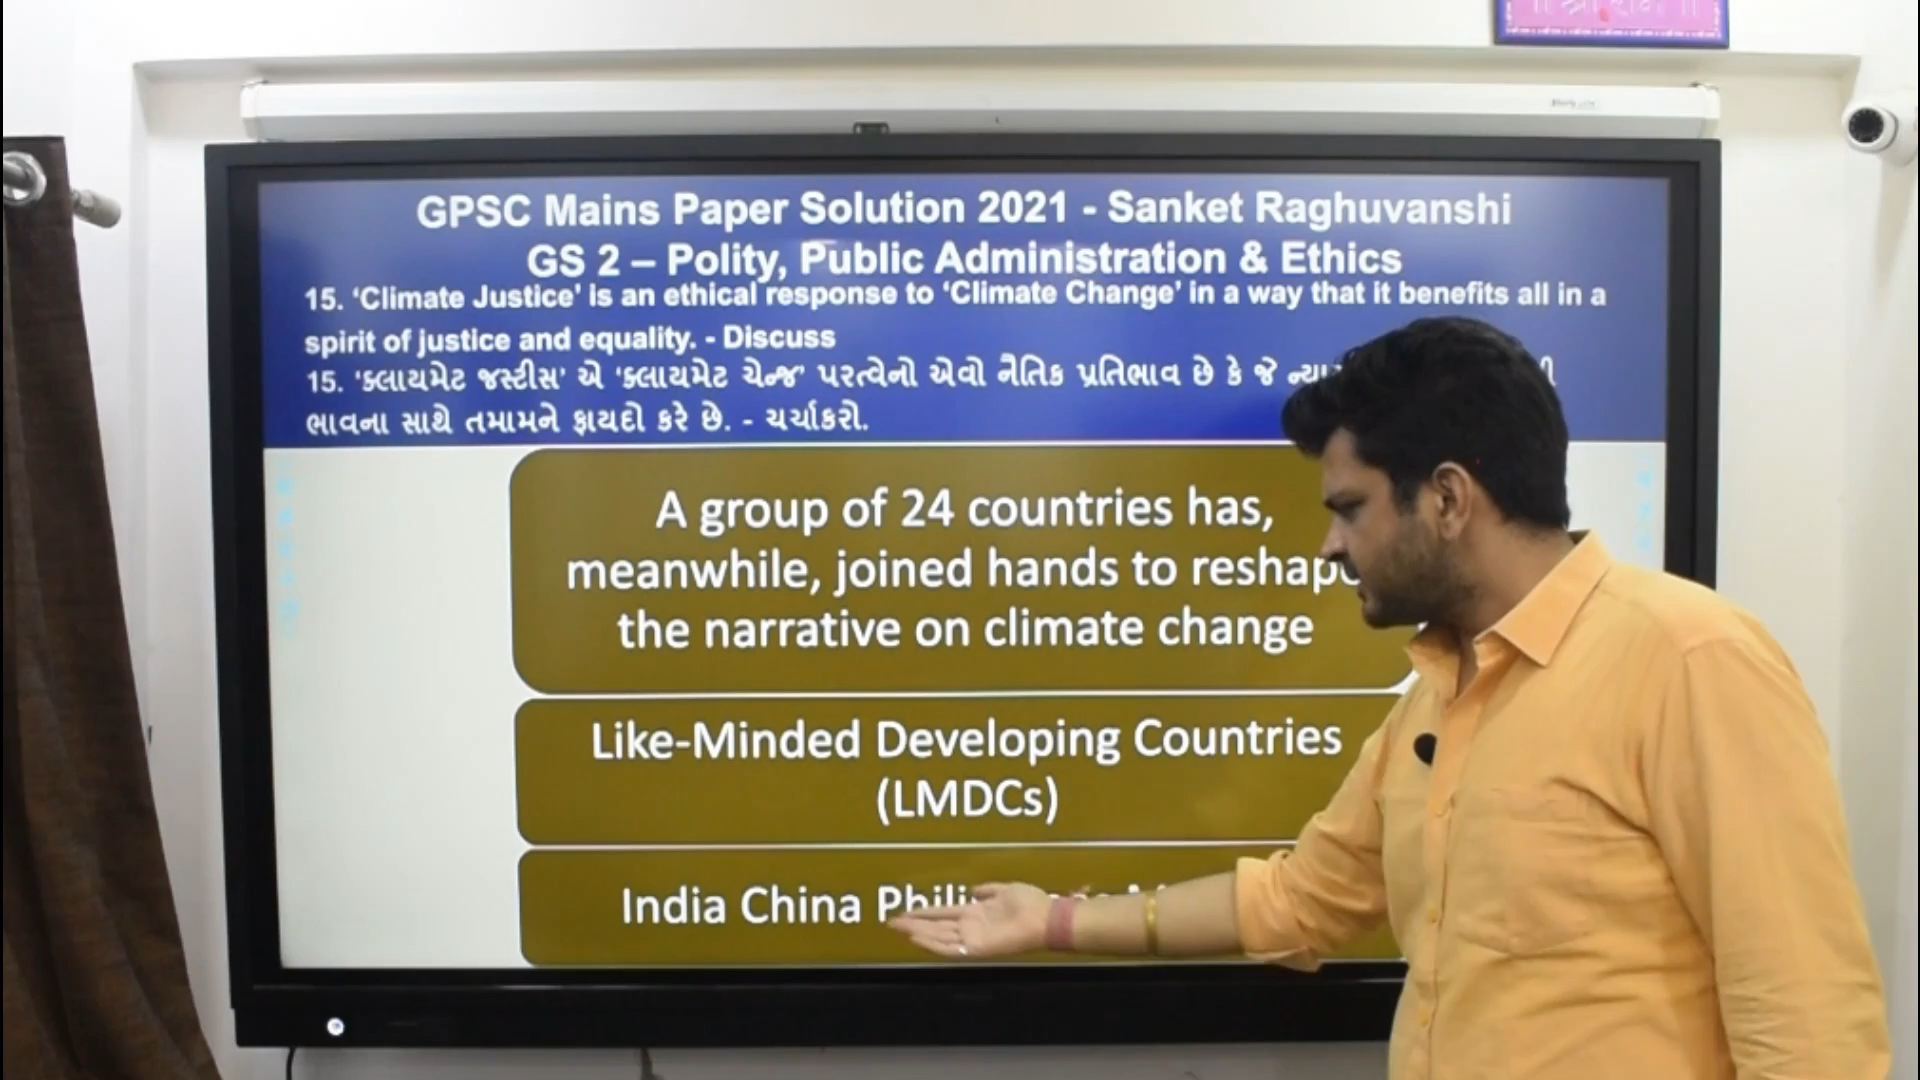 ॥ શ્રી રામ ॥
GPSC Mains Paper Solution 2021 - Sanket Raghuvanshi
GS 2 – Polity, Public Administration & Ethics
15. ‘Climate Justice’ is an ethical response to ‘Climate Change’ in a way that it benefits all in a
spirit of justice and equality. - Discuss
15. ‘ક્લાયમેટ જસ્ટીસ’ એ ‘ક્લાયમેટ ચેન્જ’ પરત્વેનો એવો નૈતિક પ્રતિભાવ છે કે જે
ભાવના સાથે તમામને ફાયદો કરે છે. - ચર્ચાકરો.
A group of 24 countries has,
meanwhile, joined hands to reshape
the narrative on climate change
Like-Minded Developing Countries
(LMDCs)
India China